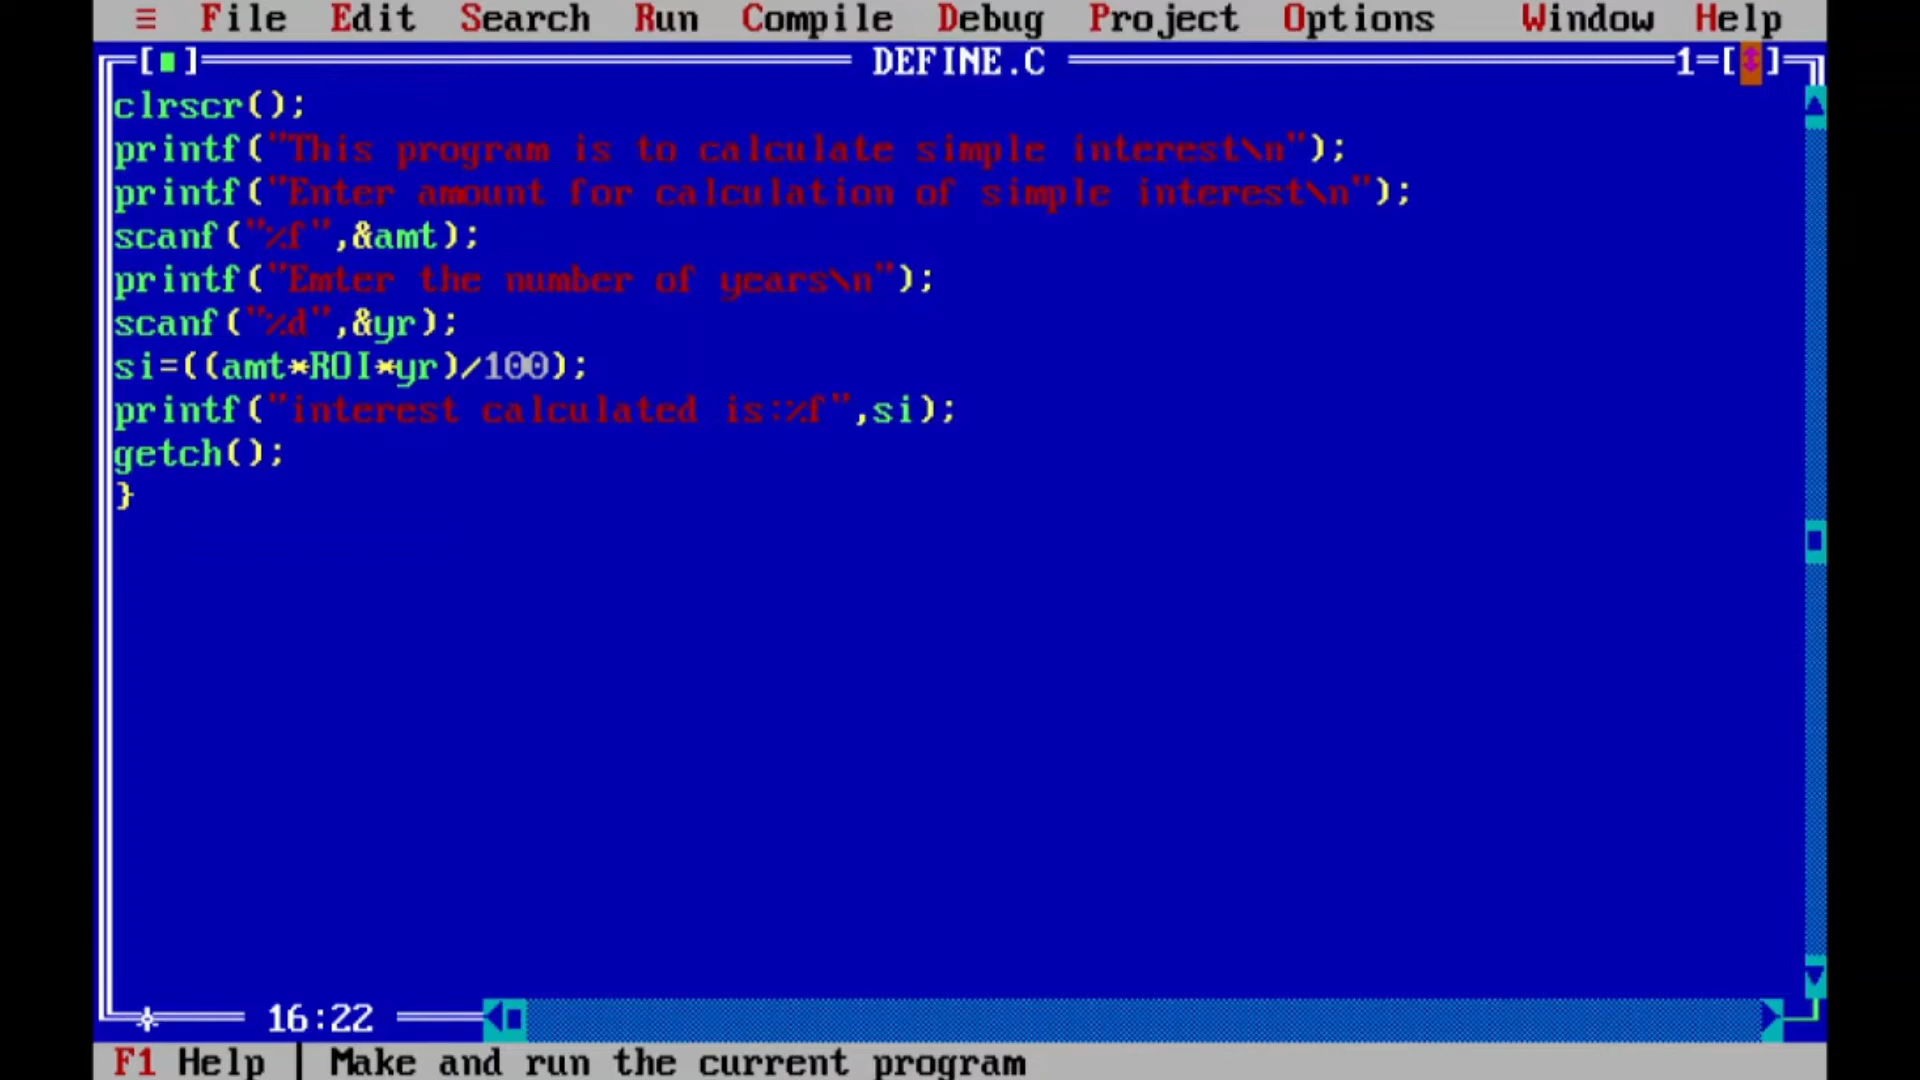 ≡ File Edit Search Run Compile Debug Project Options Window Help
[■] DEFINE.C 1=[↕]
clrscr();
printf("This program is to calculate simple interest\n");
printf("Enter amount for calculation of simple interest\n");
scanf("%f",&amt);
printf("Emter the number of years\n");
scanf("%d",&yr);
si=((amt*ROI*yr)/100);
printf("interest calculated is:%f",si);
getch();
}
16:22
F1 Help | Make and run the current program